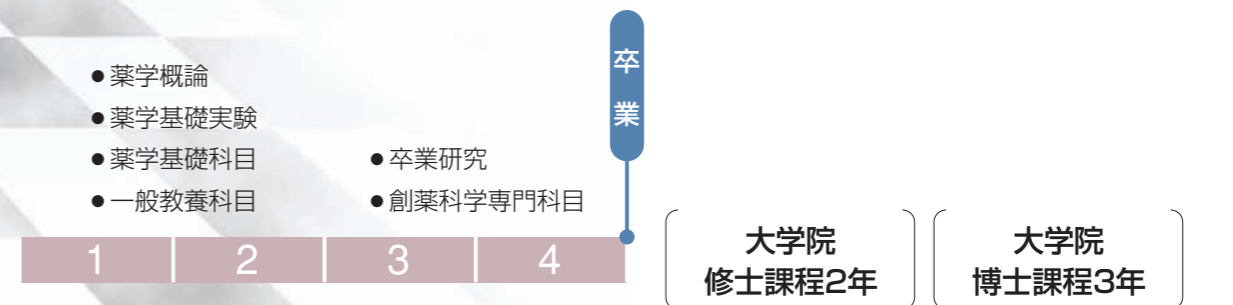 ●薬学概論
●薬学基礎実験
●薬学基礎科目
●一般教養科目
●卒業研究
●創薬科学専門科目
卒業
1 2 3 4
大学院
修士課程2年
大学院
博士課程3年